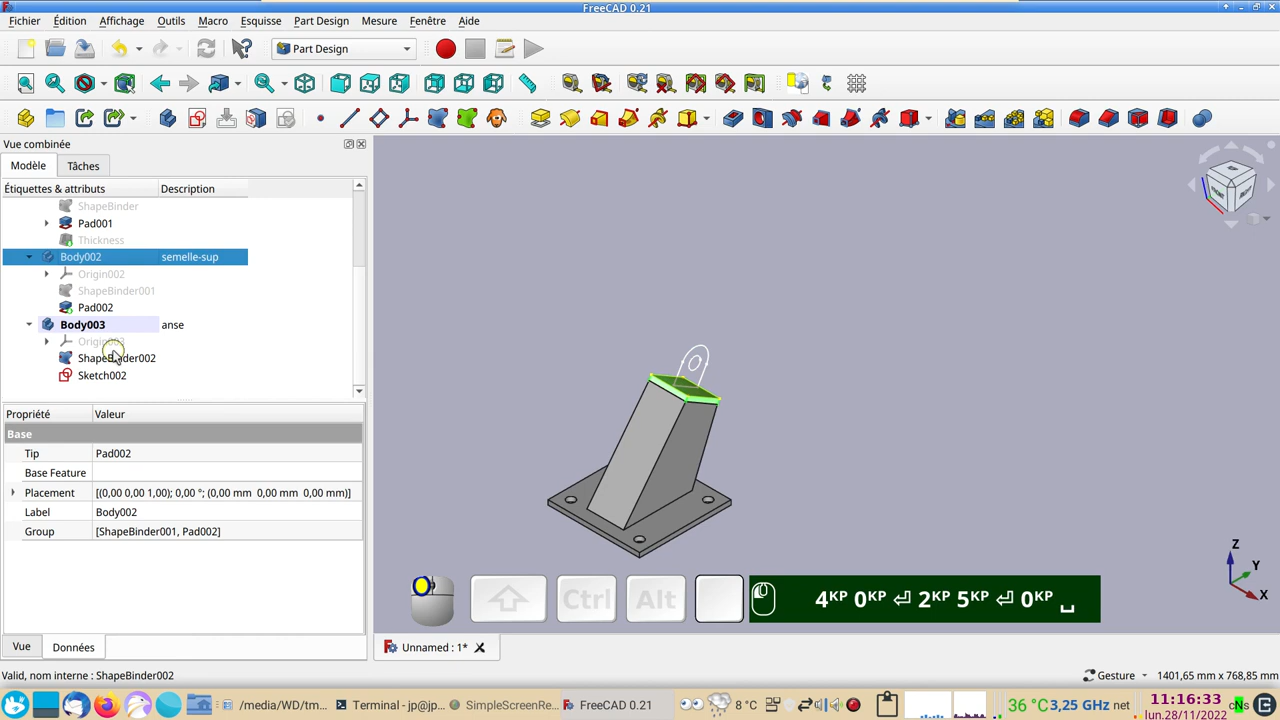 FreeCAD 0.21
Fichier Édition Affichage Outils Macro Esquisse Part Design Mesure Fenêtre Aide
Part Design
Vue combinée
Modèle Tâches
Étiquettes & attributs Description
ShapeBinder
Pad001
Thickness
Body002 semelle-sup
Origin002
ShapeBinder001
Pad002
Body003 anse
Origin003
ShapeBinder002
Sketch002
Propriété Valeur
Base
Tip Pad002
Base Feature
Placement [(0,00 0,00 1,00); 0,00 °; (0,00 mm 0,00 mm 0,00 mm)]
Label Body002
Group [ShapeBinder001, Pad002]
Z
Y
X
Ctrl Alt 4KP 0KP ⏎ 2KP 5KP ⏎ 0KP ␣
Vue Données Unnamed : 1*
Valid, nom interne : ShapeBinder002 Gesture 1401,65 mm x 768,85 mm
/media/WD/tm... Terminal - jp@jp... SimpleScreenRe... FreeCAD 0.21 8 °C 36 °C 3,25 GHz net 11:16:33
lun.28/11/2022